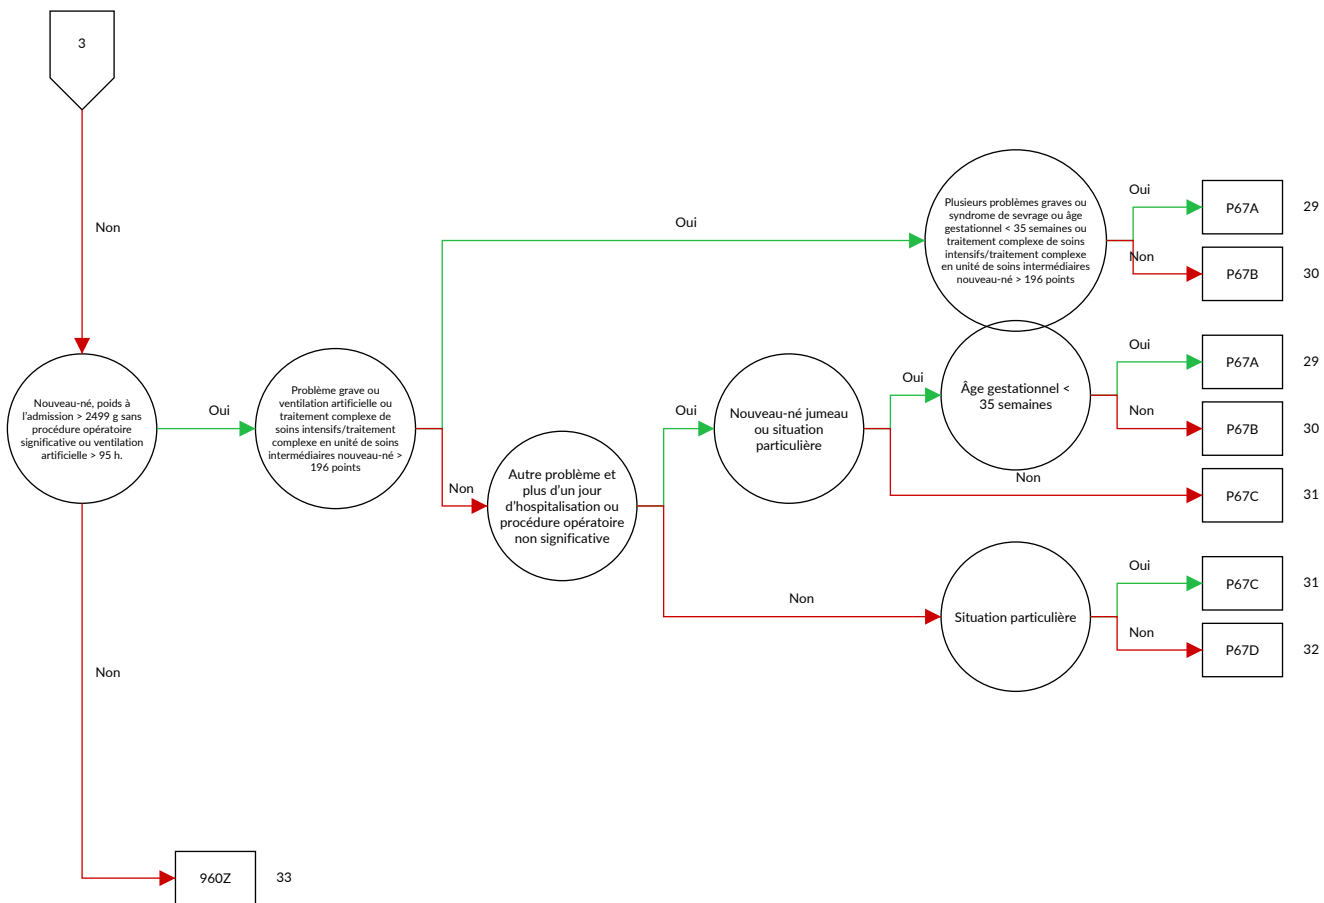 3
Non
Nouveau-né, poids à
l’admission > 2499 g sans
procédure opératoire
significative ou ventilation
artificielle > 95 h.
Oui
Problème grave ou
ventilation artificielle ou
traitement complexe de
soins intensifs/traitement
complexe en unité de soins
intermédiaires nouveau-né >
196 points
Oui
Plusieurs problèmes graves ou
syndrome de sevrage ou âge
gestationnel < 35 semaines ou
traitement complexe de soins
intensifs/traitement complexe
en unité de soins intermédiaires
nouveau-né > 196 points
Oui
P67A
29
Non
P67B
30
Non
Autre problème et
plus d’un jour
d’hospitalisation ou
procédure opératoire
non significative
Oui
Nouveau-né jumeau
ou situation
particulière
Oui
Âge gestationnel <
35 semaines
Oui
P67A
29
Non
P67B
30
Non
P67C
31
Non
Situation particulière
Oui
P67C
31
Non
P67D
32
Non
960Z
33